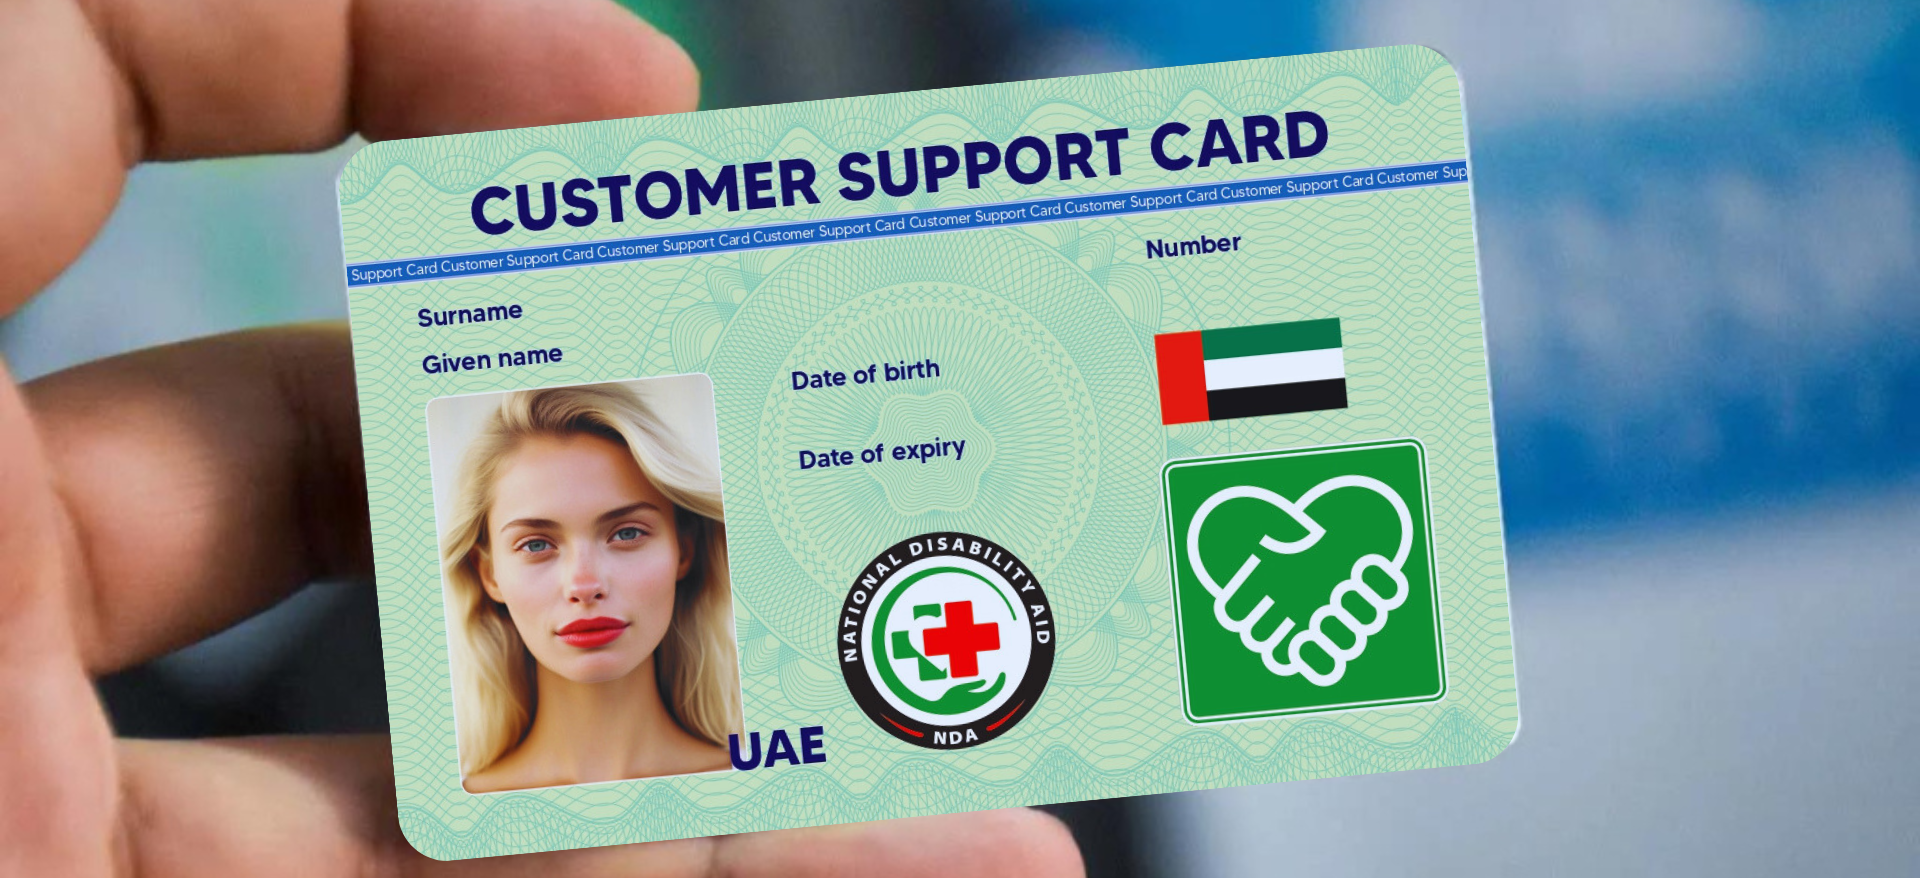 CUSTOMER SUPPORT CARD
Support Card Customer Support Card Customer Support Card Customer Support Card Customer Support Card Customer Support Card Customer Support Card Customer Sup
Number
Surname
Given name
Date of birth
Date of expiry
NATIONAL DISABILITY AID
NDA
UAE